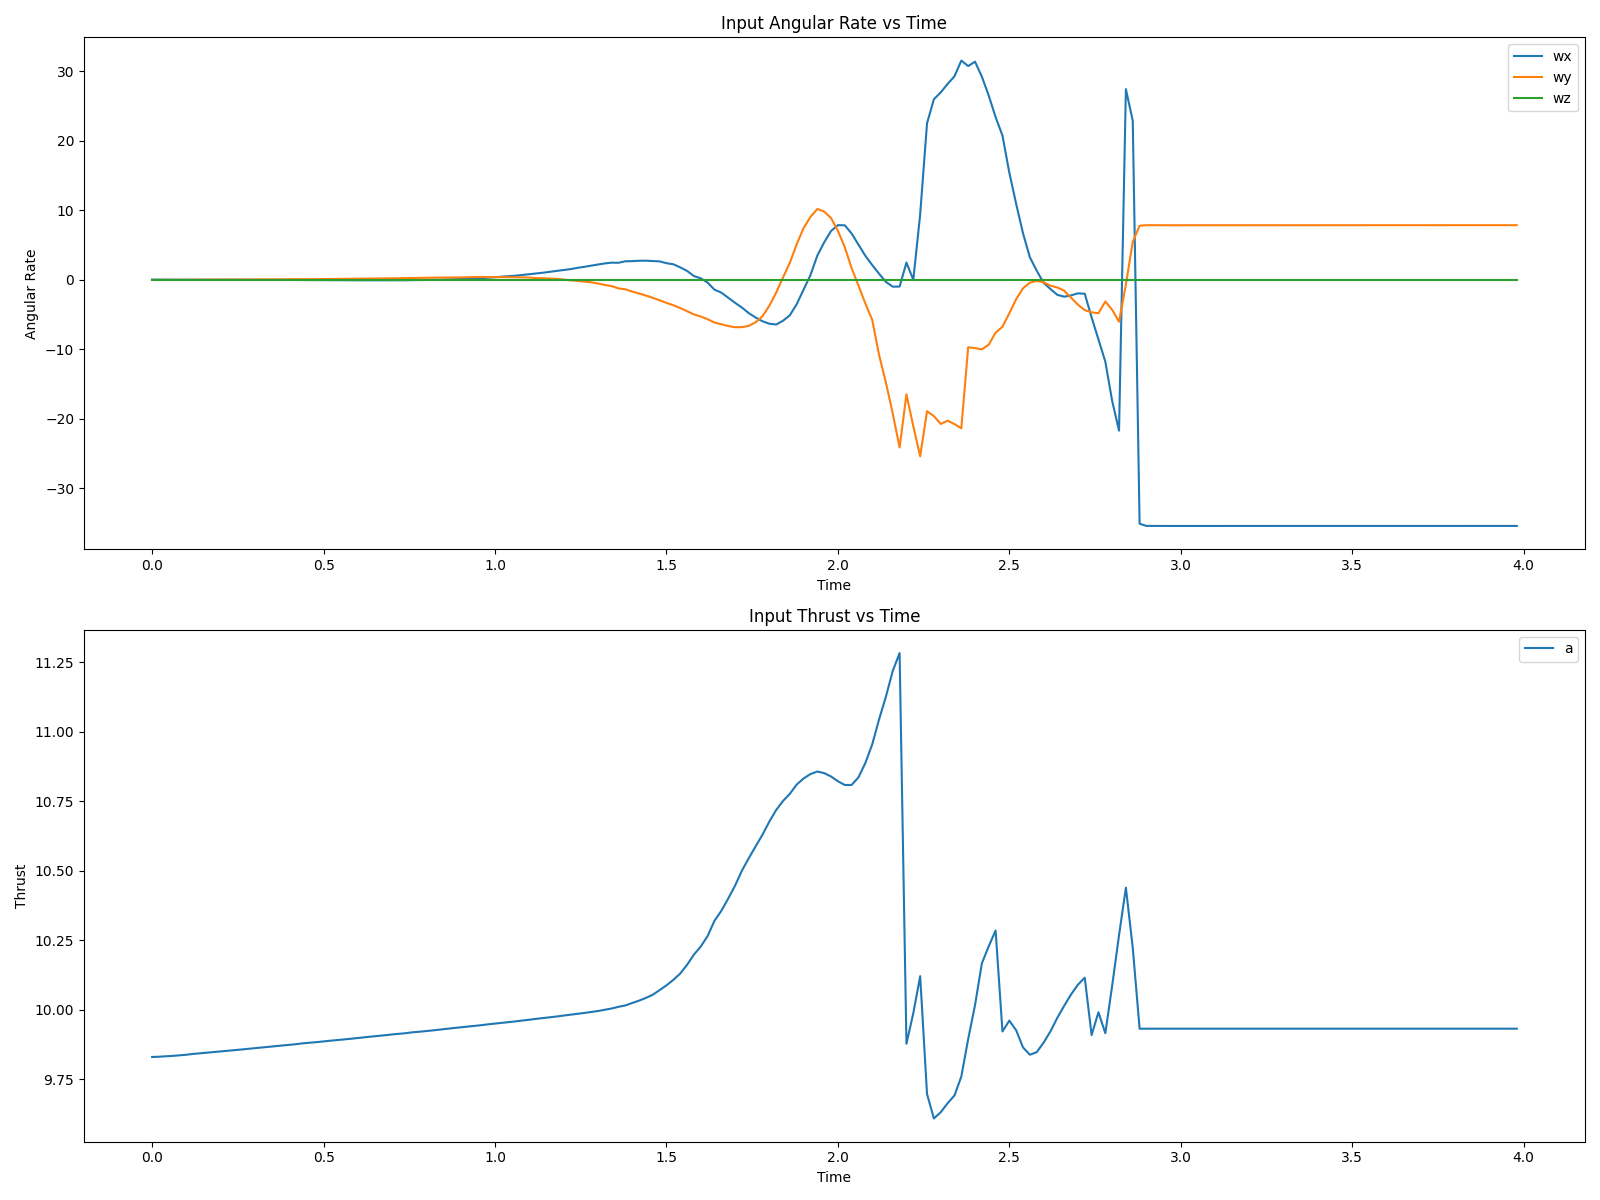 Input Angular Rate vs Time
Angular Rate
30
20
10
0
−10
−20
−30
wx
wy
wz
0.0 0.5 1.0 1.5 2.0 2.5 3.0 3.5 4.0
Time
Input Thrust vs Time
Thrust
11.25
11.00
10.75
10.50
10.25
10.00
9.75
a
0.0 0.5 1.0 1.5 2.0 2.5 3.0 3.5 4.0
Time